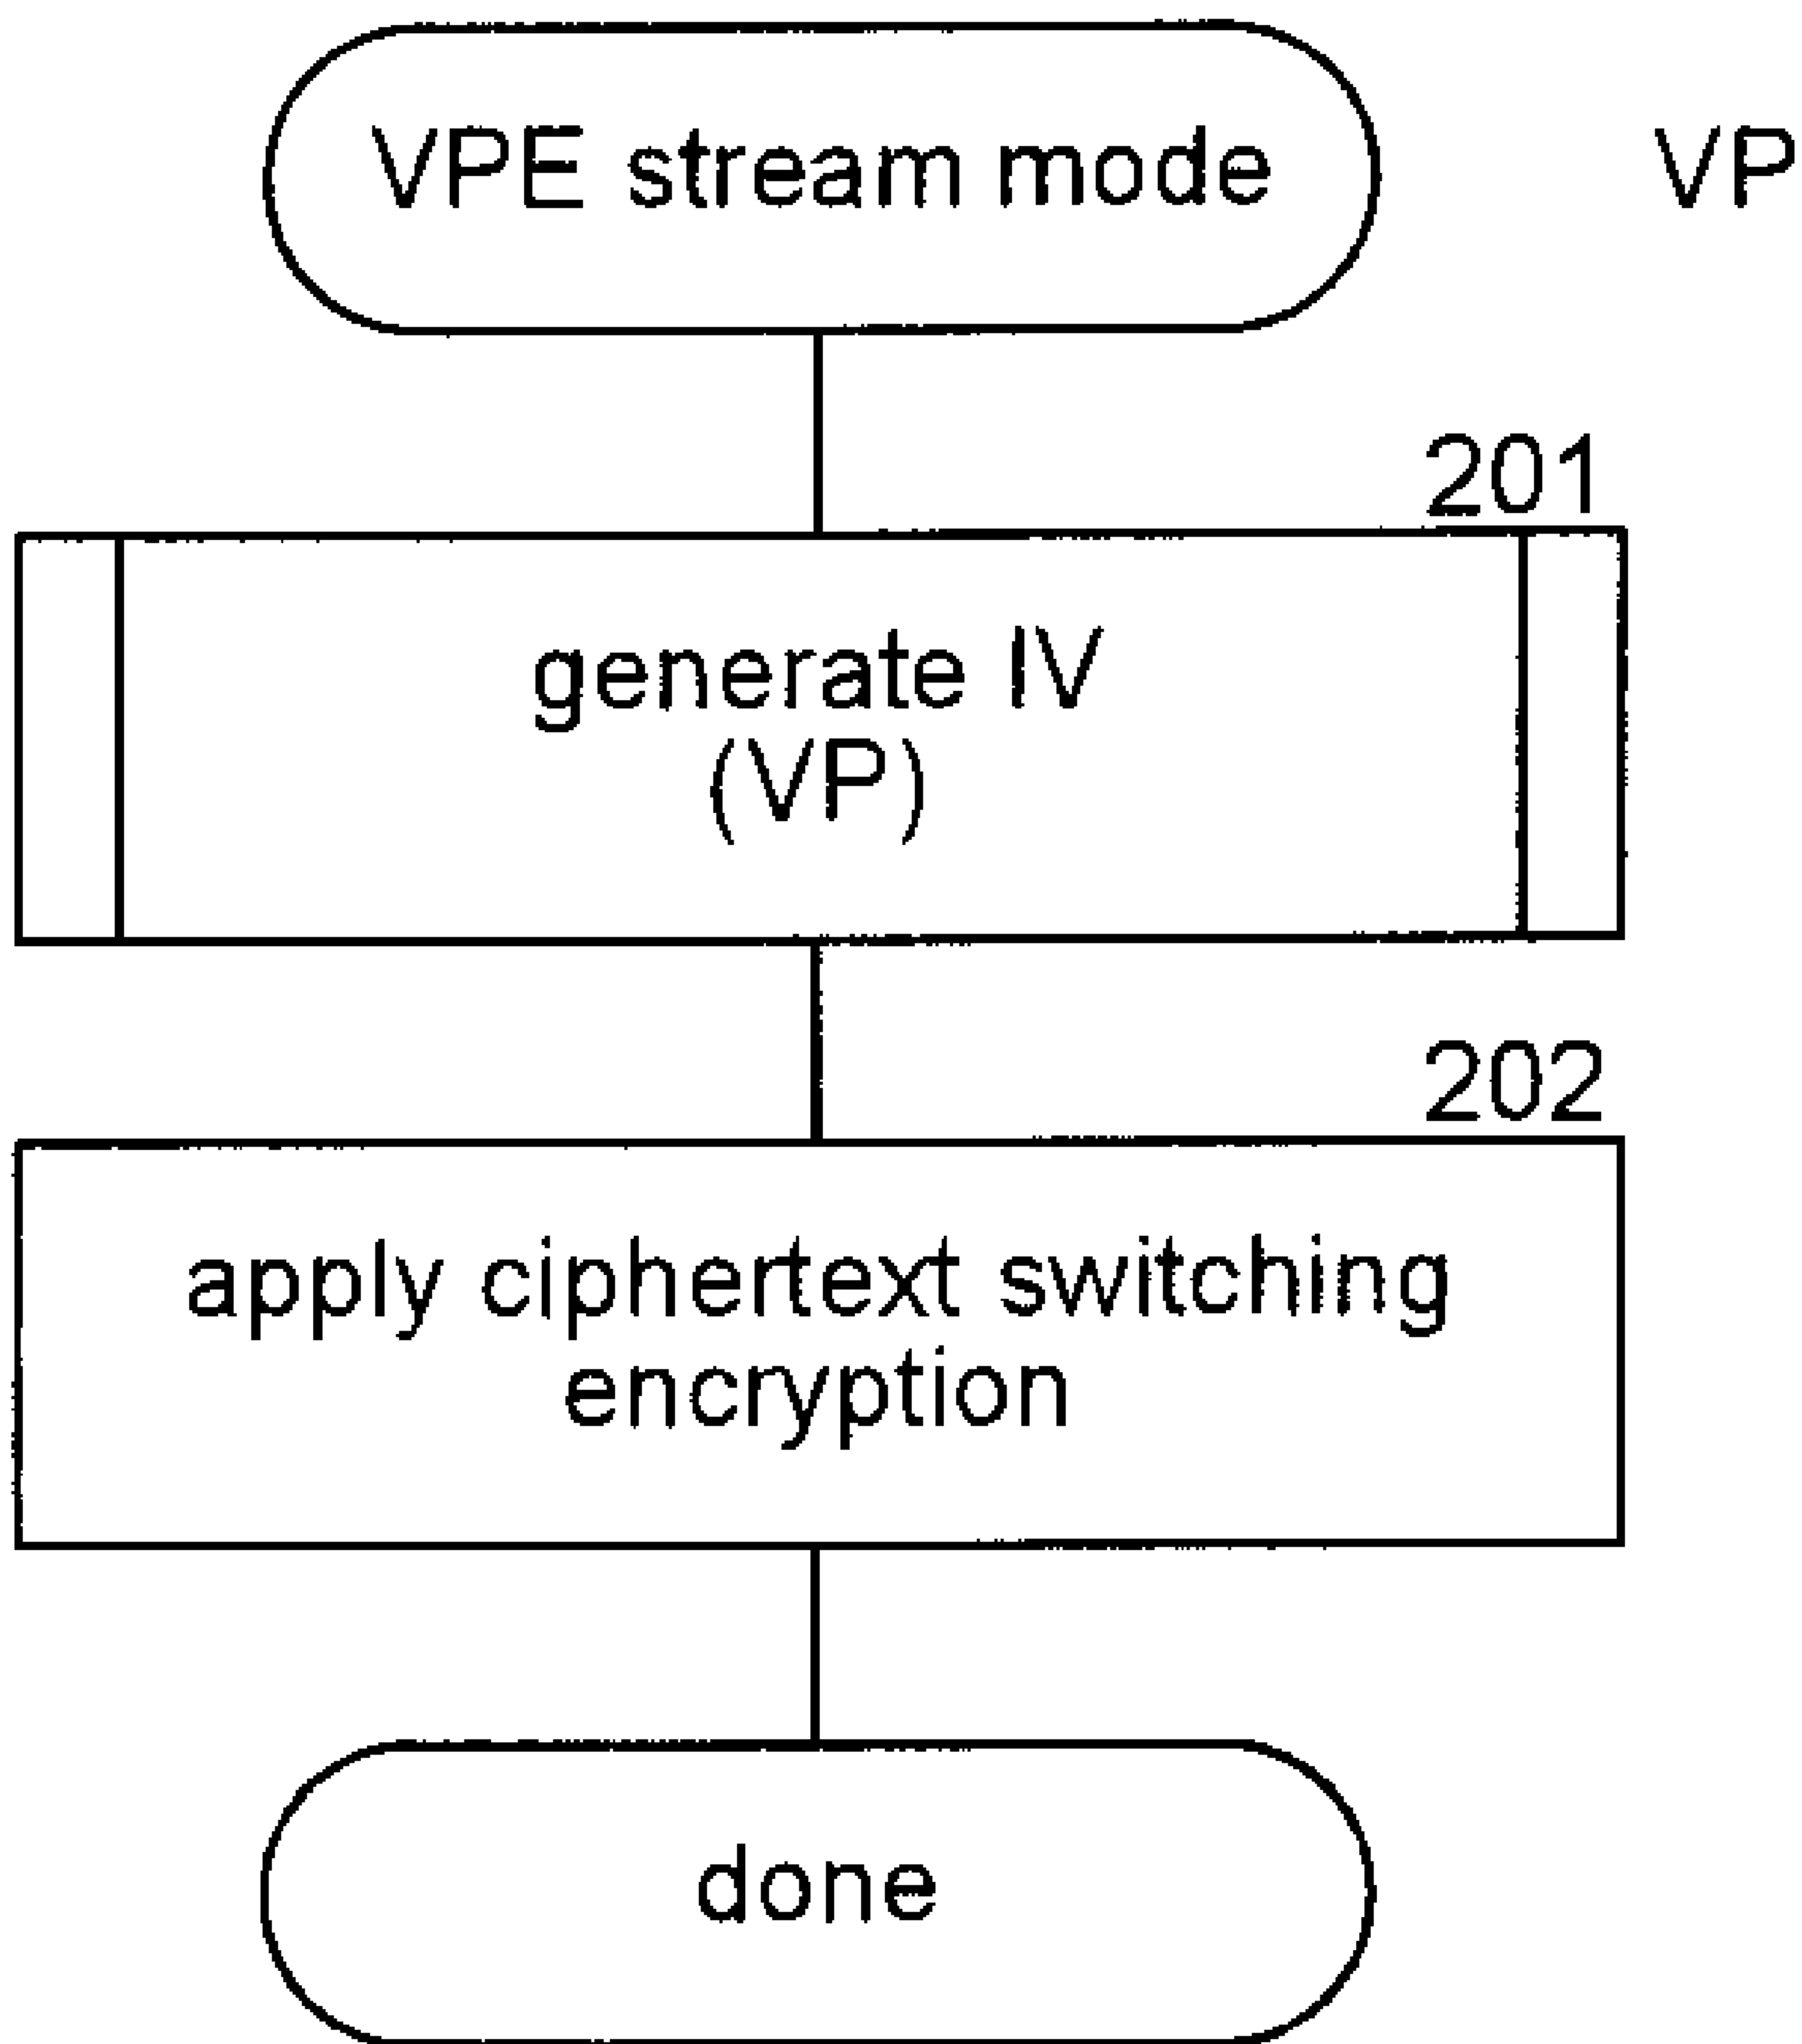 VPE stream mode
VP
201
generate IV
(VP)
202
apply ciphertext switching
encryption
done